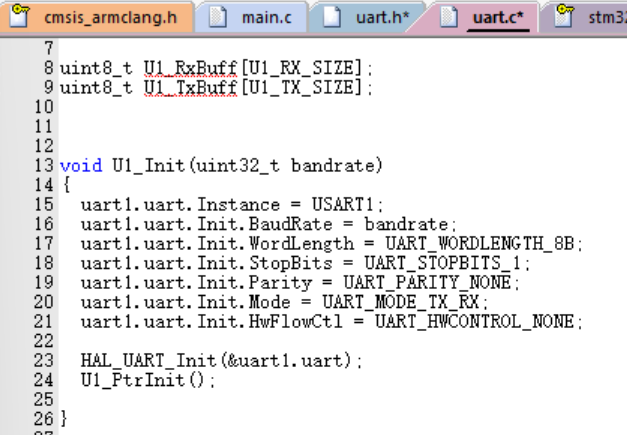 cmsis_armclang.h main.c uart.h* uart.c* stm32
7
8 uint8_t U1_RxBuff[U1_RX_SIZE];
9 uint8_t U1_TxBuff[U1_TX_SIZE];
10
11
12
13 void U1_Init(uint32_t bandrate)
14 {
15 uart1.uart.Instance = USART1;
16 uart1.uart.Init.BaudRate = bandrate;
17 uart1.uart.Init.WordLength = UART_WORDLENGTH_8B;
18 uart1.uart.Init.StopBits = UART_STOPBITS_1;
19 uart1.uart.Init.Parity = UART_PARITY_NONE;
20 uart1.uart.Init.Mode = UART_MODE_TX_RX;
21 uart1.uart.Init.HwFlowCtl = UART_HWCONTROL_NONE;
22
23 HAL_UART_Init(&uart1.uart);
24 U1_PtrInit();
25
26 }
27